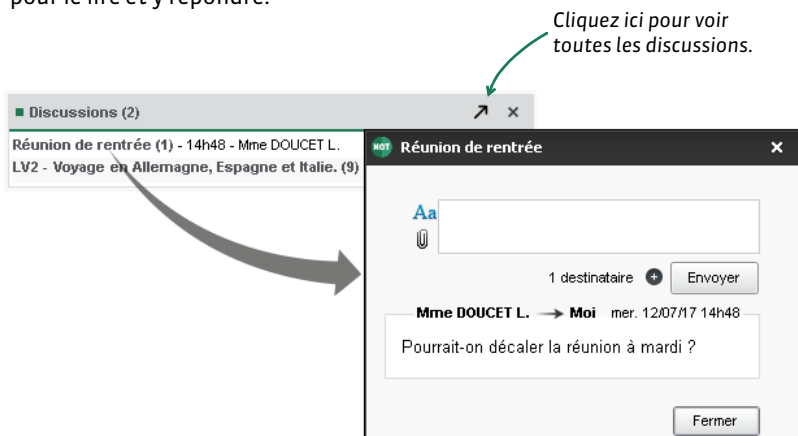 pour le lire et y répondre.
Cliquez ici pour voir
toutes les discussions.
Discussions (2)
Réunion de rentrée (1) - 14h48 - Mme DOUCET L.
LV2 - Voyage en Allemagne, Espagne et Italie. (9)
NOT Réunion de rentrée
Aa
1 destinataire Envoyer
Mme DOUCET L. → Moi mer. 12/07/17 14h48
Pourrait-on décaler la réunion à mardi ?
Fermer